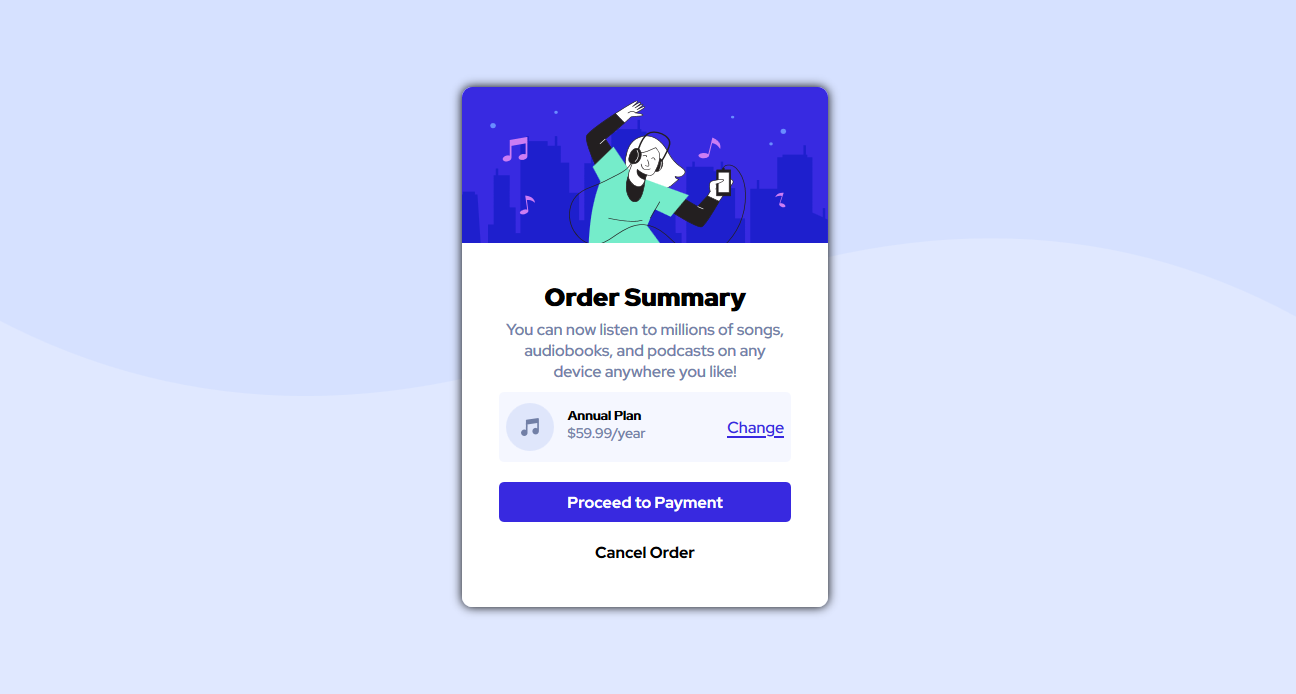 Order Summary
You can now listen to millions of songs,
audiobooks, and podcasts on any
device anywhere you like!
Annual Plan
$59.99/year
Change
Proceed to Payment
Cancel Order